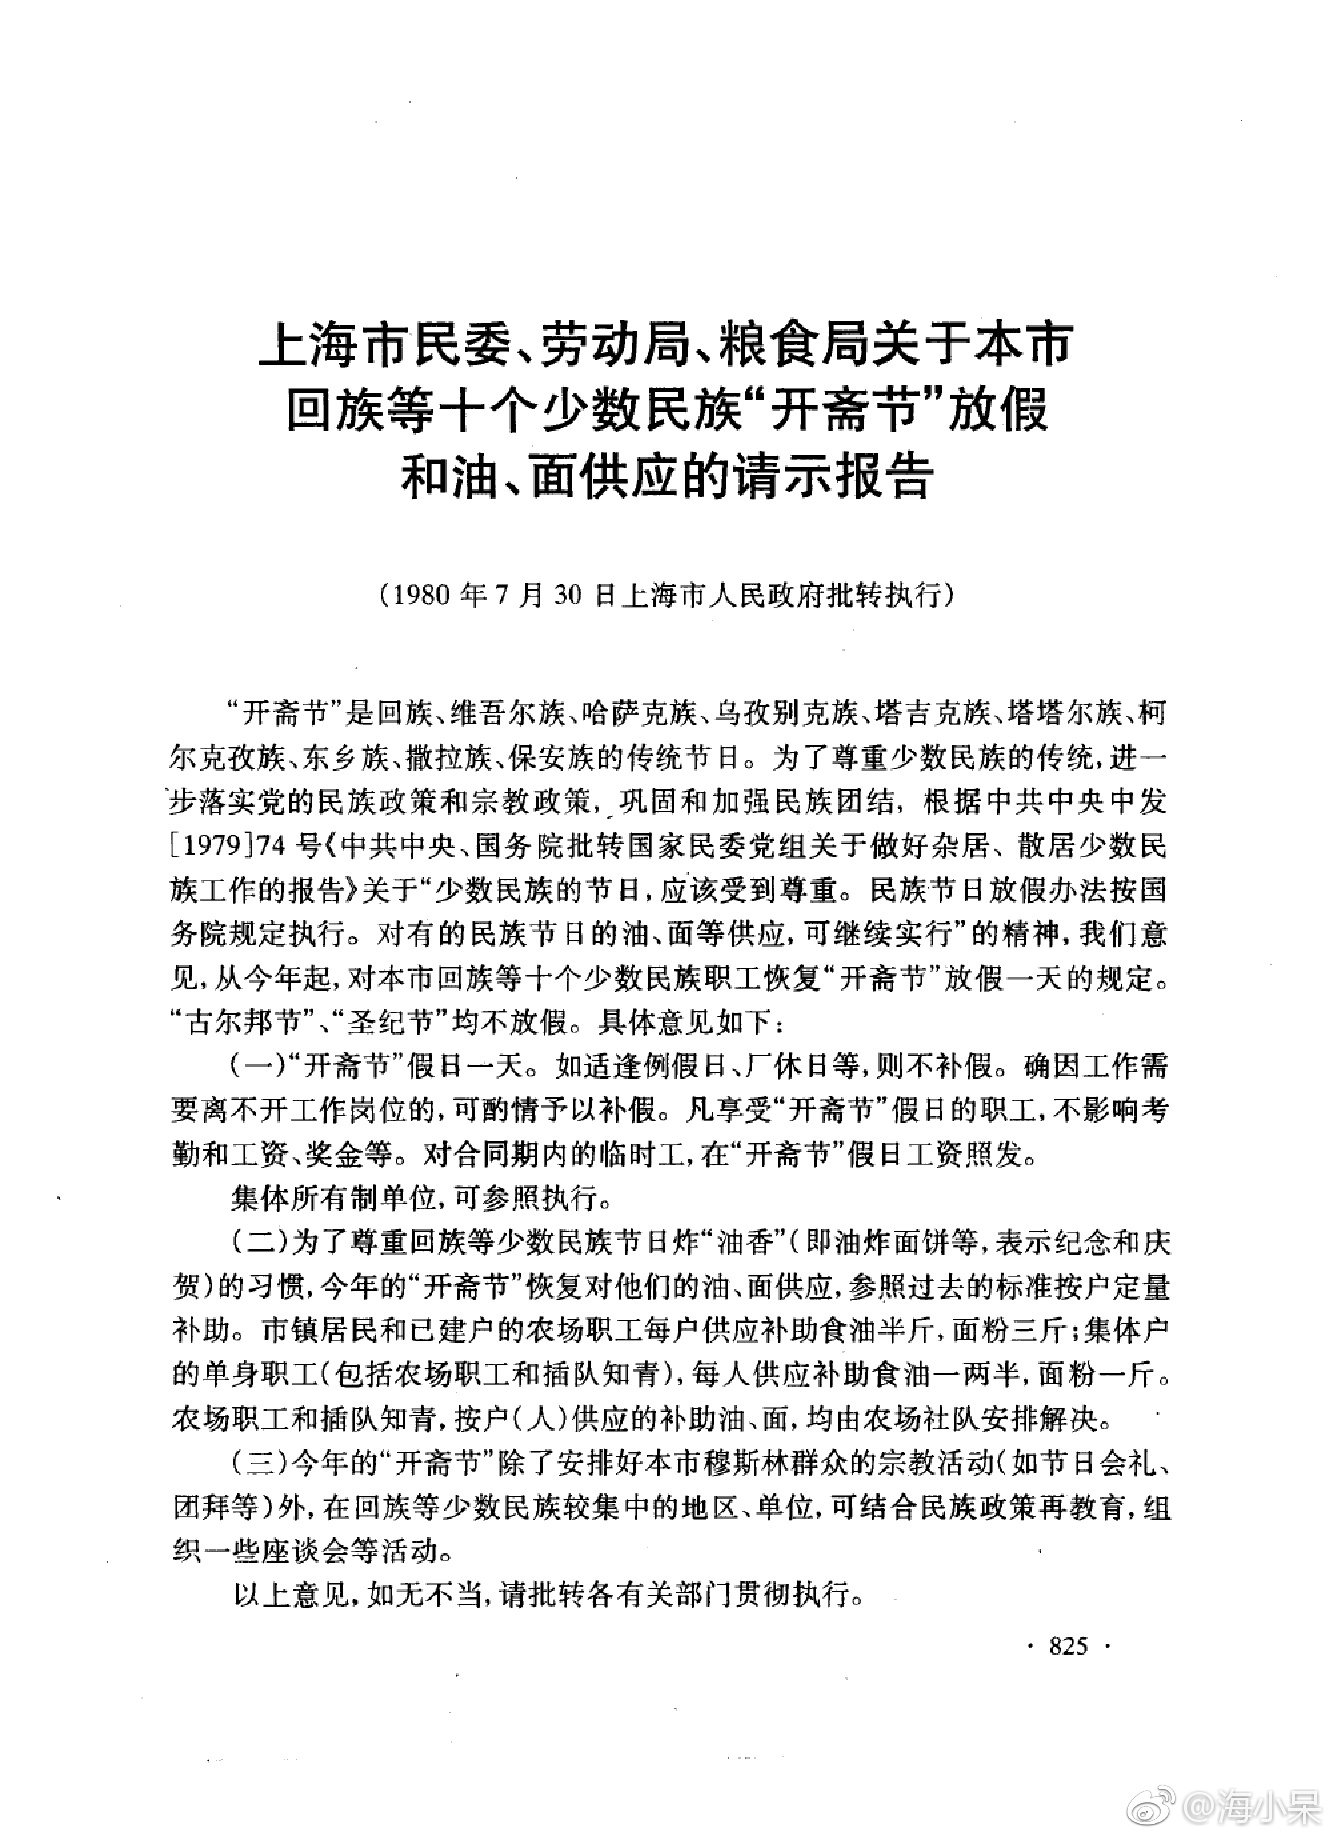 上海市民委、劳动局、粮食局关于本市
回族等十个少数民族“开斋节”放假
和油、面供应的请示报告
(1980 年 7 月 30 日上海市人民政府批转执行)
“开斋节”是回族、维吾尔族、哈萨克族、乌孜别克族、塔吉克族、塔塔尔族、柯
尔克孜族、东乡族、撒拉族、保安族的传统节日。为了尊重少数民族的传统,进一
步落实党的民族政策和宗教政策,巩固和加强民族团结,根据中共中央中发
[1979]74 号《中共中央、国务院批转国家民委党组关于做好杂居、散居少数民
族工作的报告》关于“少数民族的节日,应该受到尊重。民族节日放假办法按国
务院规定执行。对有的民族节日的油、面等供应,可继续实行”的精神,我们意
见,从今年起,对本市回族等十个少数民族职工恢复“开斋节”放假一天的规定。
“古尔邦节”、“圣纪节”均不放假。具体意见如下:
(一)“开斋节”假日一天。如适逢例假日、厂休日等,则不补假。确因工作需
要离不开工作岗位的,可酌情予以补假。凡享受“开斋节”假日的职工,不影响考
勤和工资、奖金等。对合同期内的临时工,在“开斋节”假日工资照发。
集体所有制单位,可参照执行。
(二)为了尊重回族等少数民族节日炸“油香”(即油炸面饼等,表示纪念和庆
贺)的习惯,今年的“开斋节”恢复对他们的油、面供应,参照过去的标准按户定量
补助。市镇居民和已建户的农场职工每户供应补助食油半斤,面粉三斤;集体户
的单身职工(包括农场职工和插队知青),每人供应补助食油一两半,面粉一斤。
农场职工和插队知青,按户(人)供应的补助油、面,均由农场社队安排解决。
(三)今年的“开斋节”除了安排好本市穆斯林群众的宗教活动(如节日会礼、
团拜等)外,在回族等少数民族较集中的地区、单位,可结合民族政策再教育,组
织一些座谈会等活动。
以上意见,如无不当,请批转各有关部门贯彻执行。
· 825 ·
@海小呆